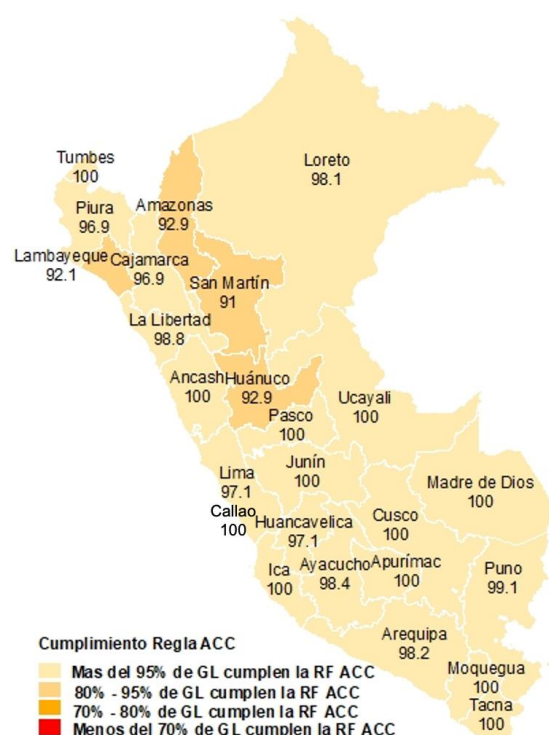 Tumbes
100
Loreto
98.1
Piura
96.9
Amazonas
92.9
Lambayeque
92.1
Cajamarca
96.9
San Martín
91
La Libertad
98.8
Ancash
100
Huánuco
92.9
Ucayali
100
Pasco
100
Lima
97.1
Junín
100
Madre de Dios
100
Callao
100
Huancavelica
97.1
Cusco
100
Ica
100
Ayacucho
98.4
Apurímac
100
Puno
99.1
Arequipa
98.2
Moquegua
100
Tacna
100
Cumplimiento Regla ACC
Mas del 95% de GL cumplen la RF ACC
80% - 95% de GL cumplen la RF ACC
70% - 80% de GL cumplen la RF ACC
Menos del 70% de GL cumplen la RF ACC